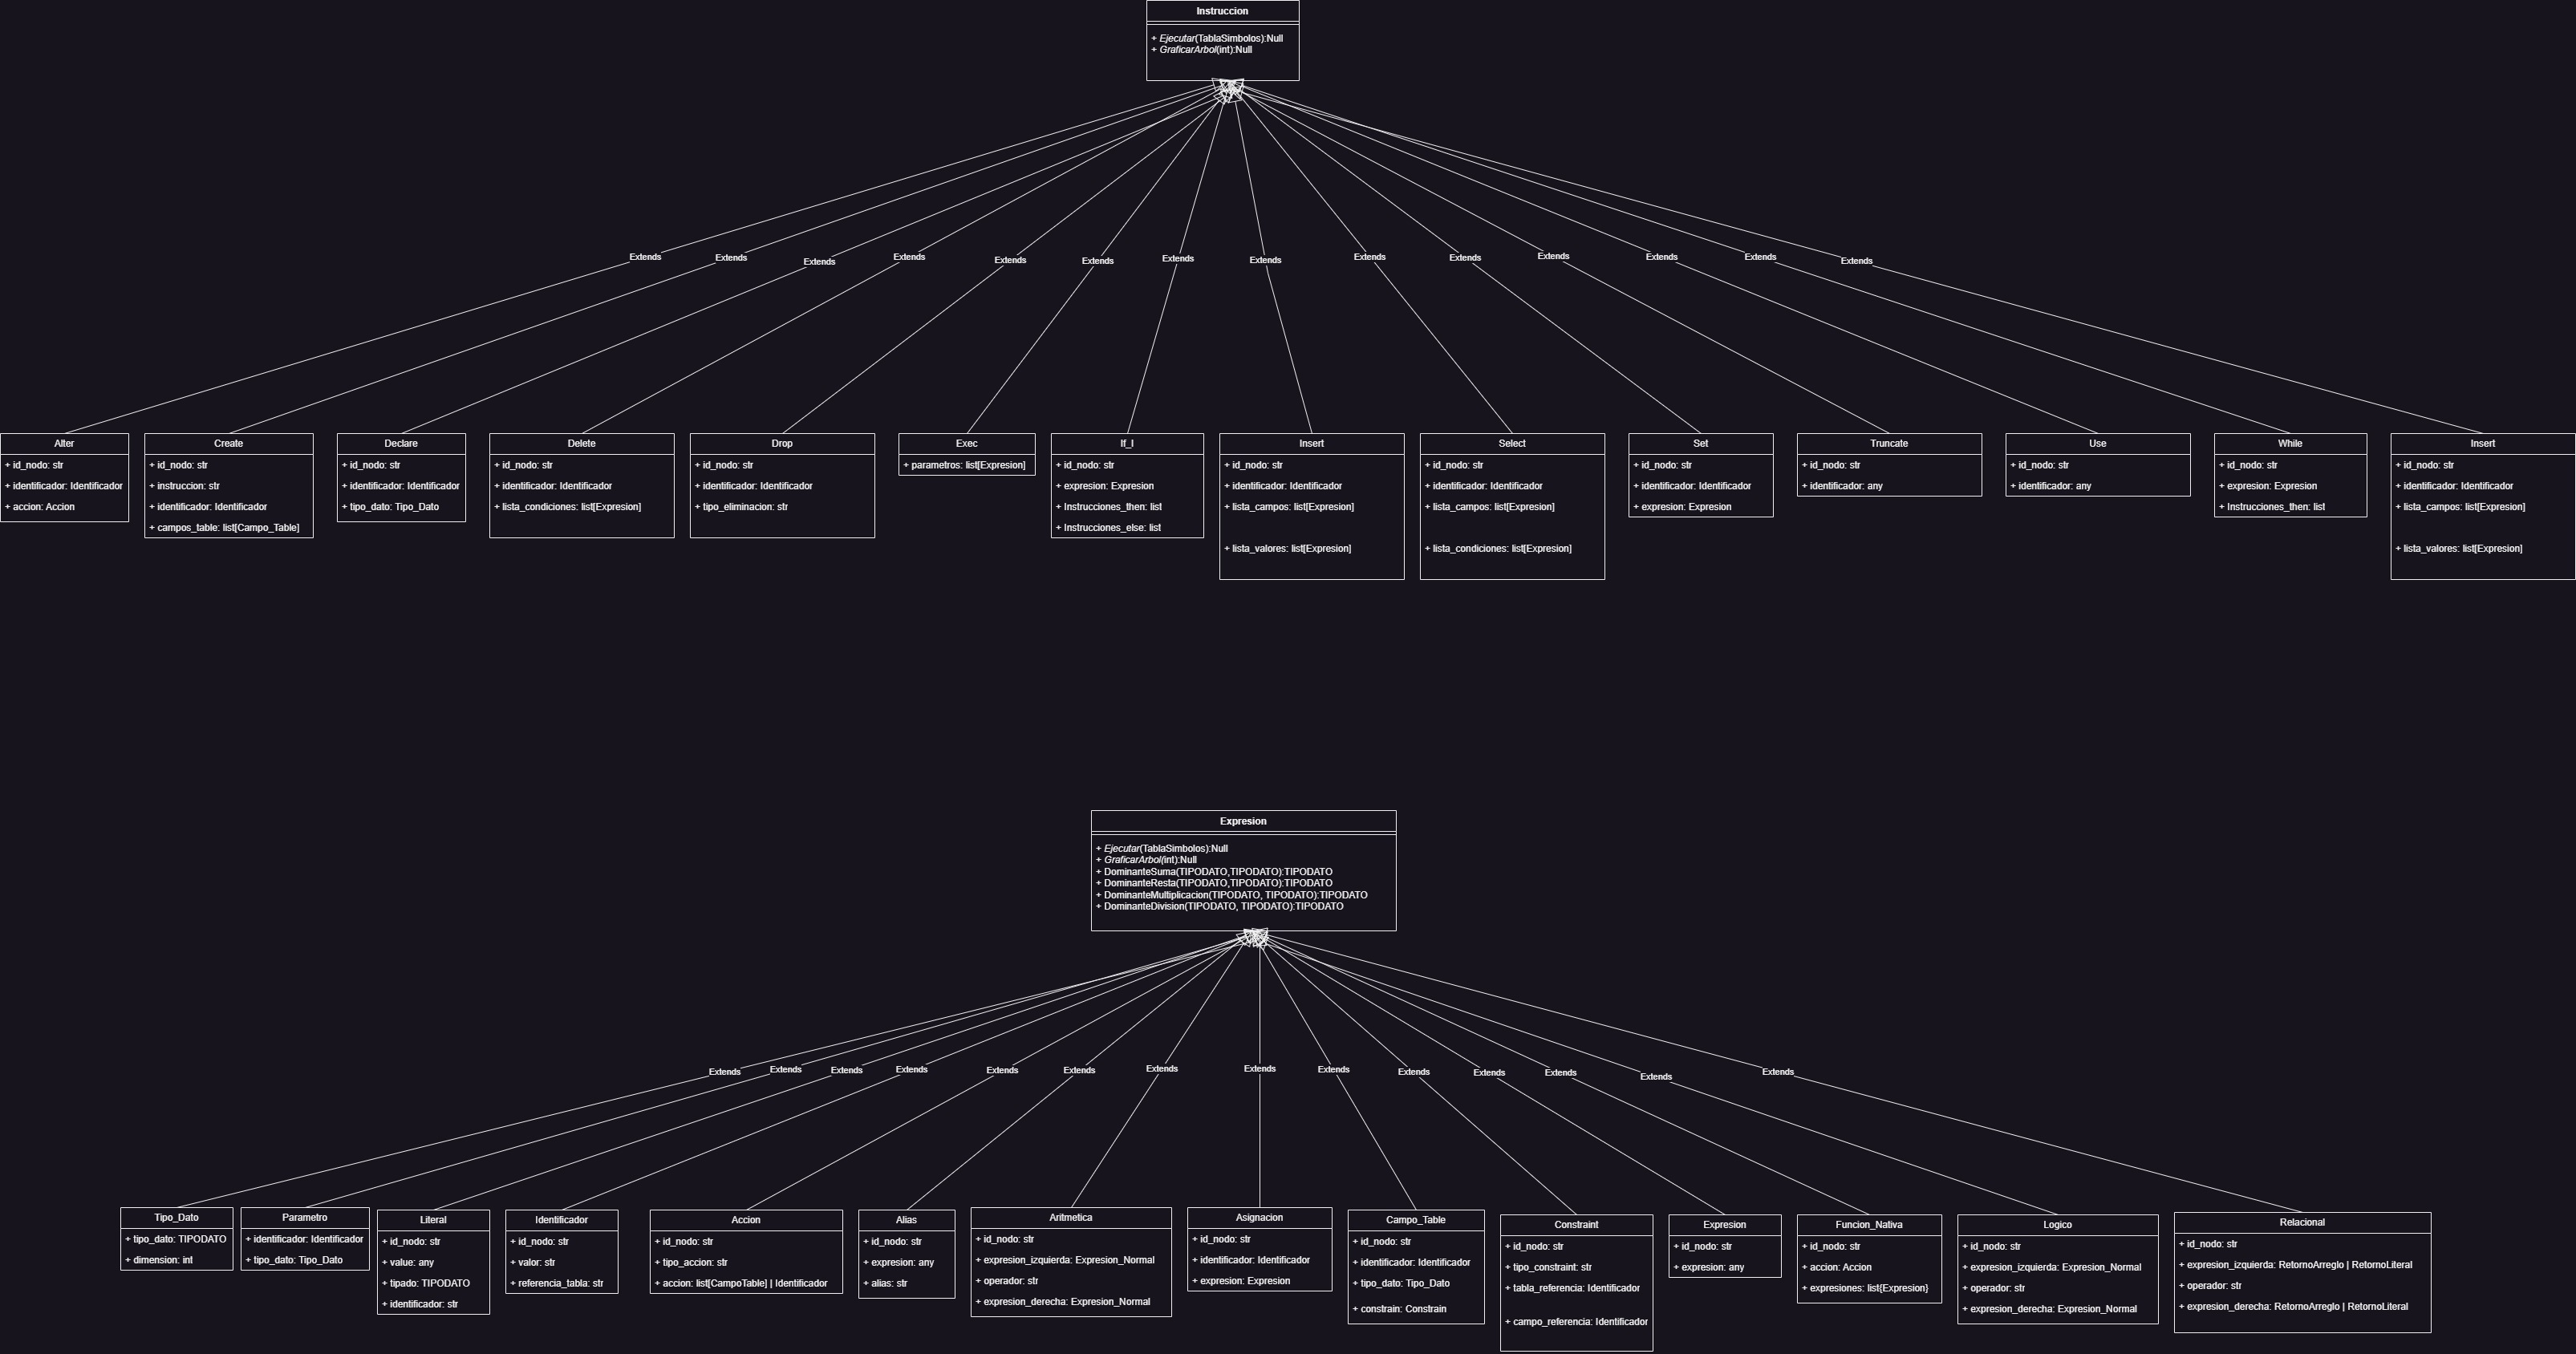 Instruccion
+ Ejecutar(TablaSimbolos):Null
+ GraficarArbol(int):Null
Extends
Extends
Extends
Extends
Extends
Extends
Extends
Extends
Extends
Extends
Extends
Extends
Extends
Extends
Alter
+ id_nodo: str
+ identificador: Identificador
+ accion: Accion
Create
+ id_nodo: str
+ instruccion: str
+ identificador: Identificador
+ campos_table: list[Campo_Table]
Declare
+ id_nodo: str
+ identificador: Identificador
+ tipo_dato: Tipo_Dato
Delete
+ id_nodo: str
+ identificador: Identificador
+ lista_condiciones: list[Expresion]
Drop
+ id_nodo: str
+ identificador: Identificador
+ tipo_eliminacion: str
Exec
+ parametros: list[Expresion]
If_I
+ id_nodo: str
+ expresion: Expresion
+ Instrucciones_then: list
+ Instrucciones_else: list
Insert
+ id_nodo: str
+ identificador: Identificador
+ lista_campos: list[Expresion]
+ lista_valores: list[Expresion]
Select
+ id_nodo: str
+ identificador: Identificador
+ lista_campos: list[Expresion]
+ lista_condiciones: list[Expresion]
Set
+ id_nodo: str
+ identificador: Identificador
+ expresion: Expresion
Truncate
+ id_nodo: str
+ identificador: any
Use
+ id_nodo: str
+ identificador: any
While
+ id_nodo: str
+ expresion: Expresion
+ Instrucciones_then: list
Insert
+ id_nodo: str
+ identificador: Identificador
+ lista_campos: list[Expresion]
+ lista_valores: list[Expresion]
Expresion
+ Ejecutar(TablaSimbolos):Null
+ GraficarArbol(int):Null
+ DominanteSuma(TIPODATO,TIPODATO):TIPODATO
+ DominanteResta(TIPODATO,TIPODATO):TIPODATO
+ DominanteMultiplicacion(TIPODATO, TIPODATO):TIPODATO
+ DominanteDivision(TIPODATO, TIPODATO):TIPODATO
Extends
Extends
Extends
Extends
Extends
Extends
Extends
Extends
Extends
Extends
Extends
Extends
Extends
Extends
Tipo_Dato
+ tipo_dato: TIPODATO
+ dimension: int
Parametro
+ identificador: Identificador
+ tipo_dato: Tipo_Dato
Literal
+ id_nodo: str
+ value: any
+ tipado: TIPODATO
+ identificador: str
Identificador
+ id_nodo: str
+ valor: str
+ referencia_tabla: str
Accion
+ id_nodo: str
+ tipo_accion: str
+ accion: list[CampoTable] | Identificador
Alias
+ id_nodo: str
+ expresion: any
+ alias: str
Aritmetica
+ id_nodo: str
+ expresion_izquierda: Expresion_Normal
+ operador: str
+ expresion_derecha: Expresion_Normal
Asignacion
+ id_nodo: str
+ identificador: Identificador
+ expresion: Expresion
Campo_Table
+ id_nodo: str
+ identificador: Identificador
+ tipo_dato: Tipo_Dato
+ constrain: Constrain
Constraint
+ id_nodo: str
+ tipo_constraint: str
+ tabla_referencia: Identificador
+ campo_referencia: Identificador
Expresion
+ id_nodo: str
+ expresion: any
Funcion_Nativa
+ id_nodo: str
+ accion: Accion
+ expresiones: list{Expresion}
Logico
+ id_nodo: str
+ expresion_izquierda: Expresion_Normal
+ operador: str
+ expresion_derecha: Expresion_Normal
Relacional
+ id_nodo: str
+ expresion_izquierda: RetornoArreglo | RetornoLiteral
+ operador: str
+ expresion_derecha: RetornoArreglo | RetornoLiteral